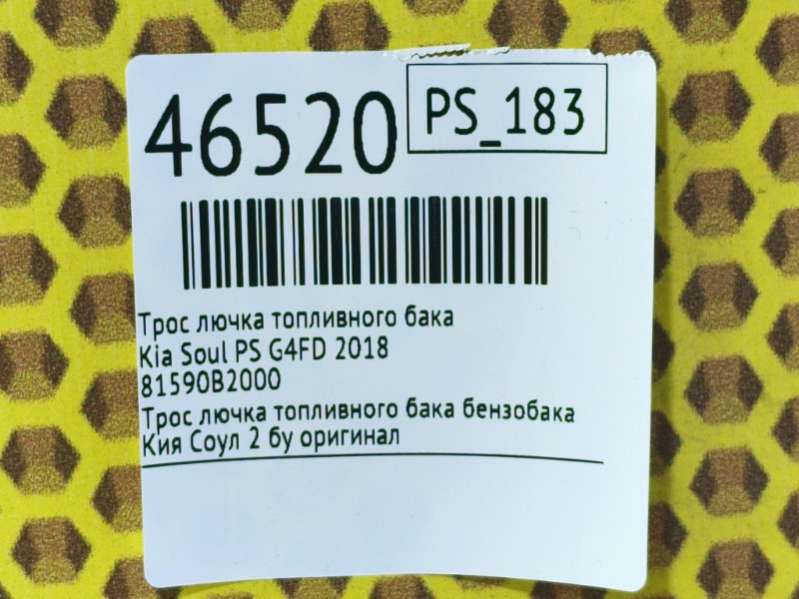 46520
PS_183
Трос лючка топливного бака
Kia Soul PS G4FD 2018
81590B2000
Трос лючка топливного бака бензобака
Кия Соул 2 бу оригинал